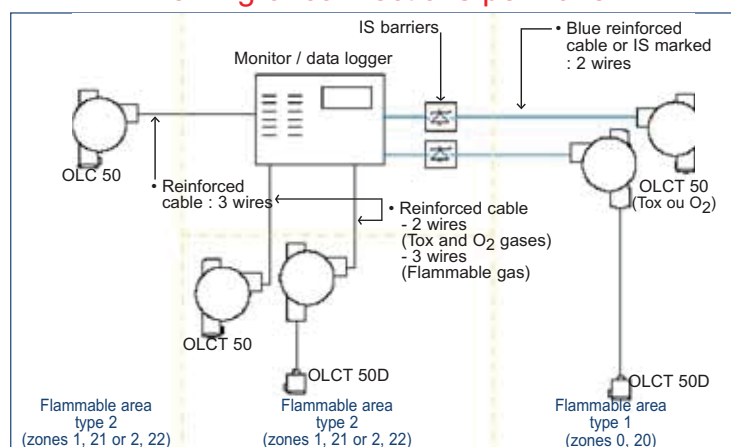 IS barriers
• Blue reinforced
cable or IS marked
: 2 wires
Monitor / data logger
OLC 50
• Reinforced
cable : 3 wires
• Reinforced cable
- 2 wires
(Tox and O2 gases)
- 3 wires
(Flammable gas)
OLCT 50
(Tox ou O2)
OLCT 50
OLCT 50D
OLCT 50D
Flammable area
type 2
(zones 1, 21 or 2, 22)
Flammable area
type 2
(zones 1, 21 or 2, 22)
Flammable area
type 1
(zones 0, 20)